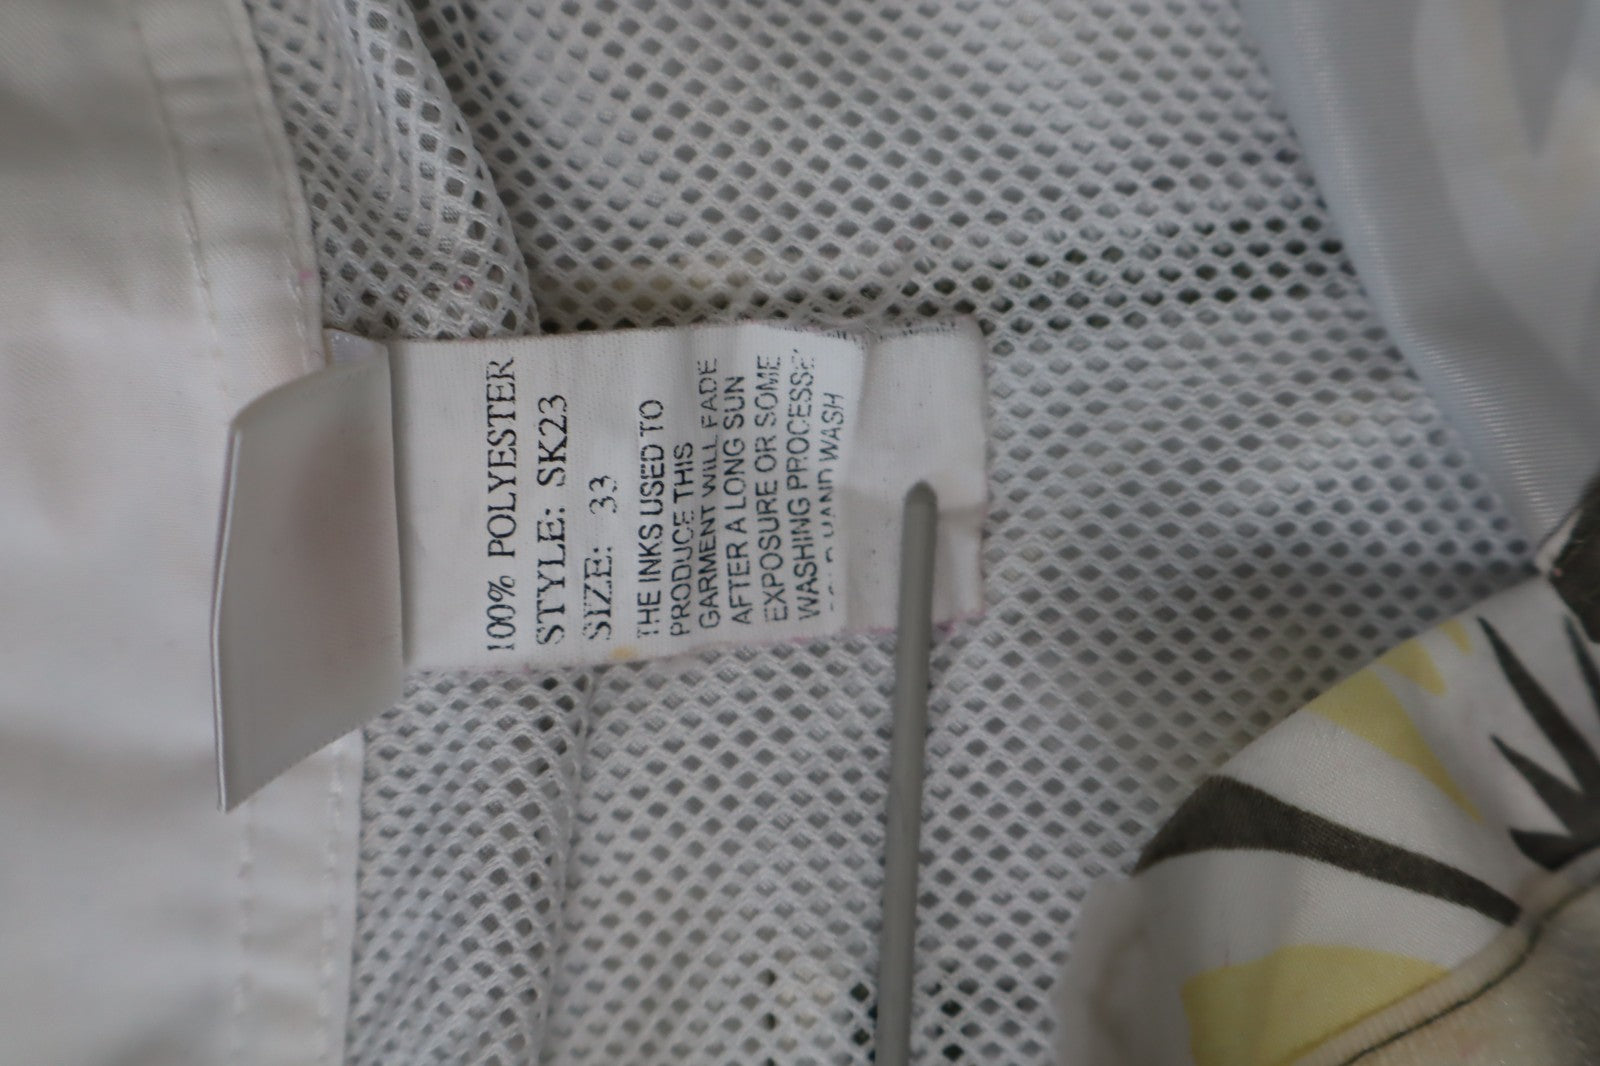 100% POLYESTER
STYLE: SK23
SIZE: 33
THE INKS USED TO
PRODUCE THIS
GARMENT WILL FADE
AFTER A LONG SUN
EXPOSURE OR SOME
WASHING PROCESSE
HAND WASH